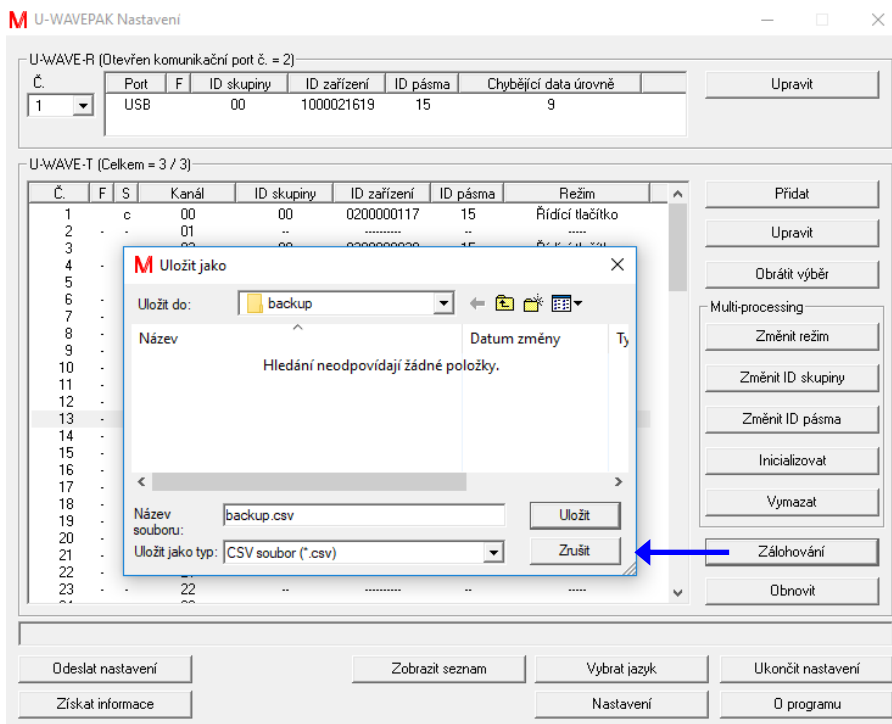 U-WAVEPAK Nastavení
U-WAVE-R (Otevřen komunikační port č. = 2)
Č. Port F ID skupiny ID zařízení ID pásma Chybějící data úrovně
1 USB 00 1000021619 15 9
Upravit
U-WAVE-T (Celkem = 3 / 3)
Č. F S Kanál ID skupiny ID zařízení ID pásma Režim
1 c 00 00 0200000117 15 Řídící tlačítko
2 - - 01 -- ---------- -- -----
3
4 -
5
6 -
7 -
8 -
9 -
10 -
11 -
12 -
13 -
14 -
15 -
16 -
17 -
18 -
19 -
20 -
21 -
22 - -
23 - - 22 -- ---------- -- -----
Přidat
Upravit
Obrátit výběr
Multi-processing
Změnit režim
Změnit ID skupiny
Změnit ID pásma
Inicializovat
Vymazat
Zálohování
Obnovit
Uložit jako
Uložit do: backup
Název Datum změny
Hledání neodpovídají žádné položky.
Název souboru: backup.csv
Uložit
Uložit jako typ: CSV soubor (*.csv)
Zrušit
Odeslat nastavení
Zobrazit seznam
Vybrat jazyk
Ukončit nastavení
Získat informace
Nastavení
O programu